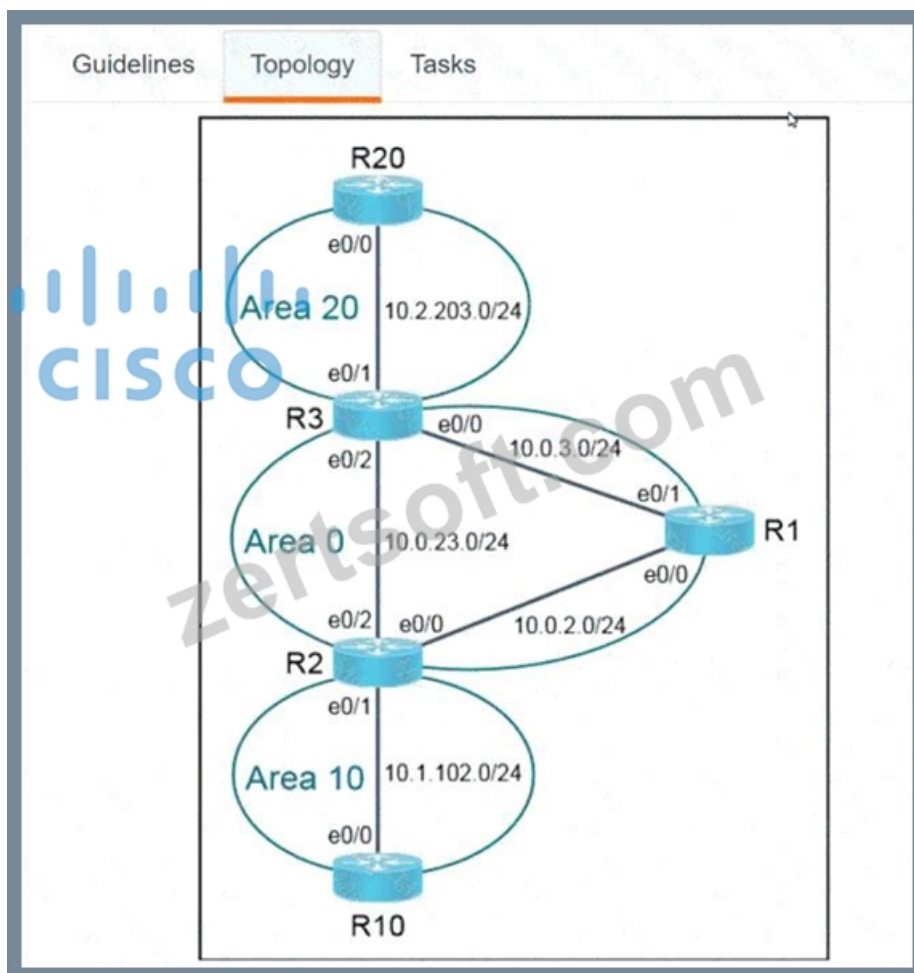 Guidelines Topology Tasks
R20
e0/0
Area 20 10.2.203.0/24
CISCO
e0/1
R3 e0/0
10.0.3.0/24
e0/2
e0/1
R1
Area 0 10.0.23.0/24
e0/0
zertsoft.com
e0/2 e0/0
10.0.2.0/24
R2
e0/1
Area 10 10.1.102.0/24
e0/0
R10